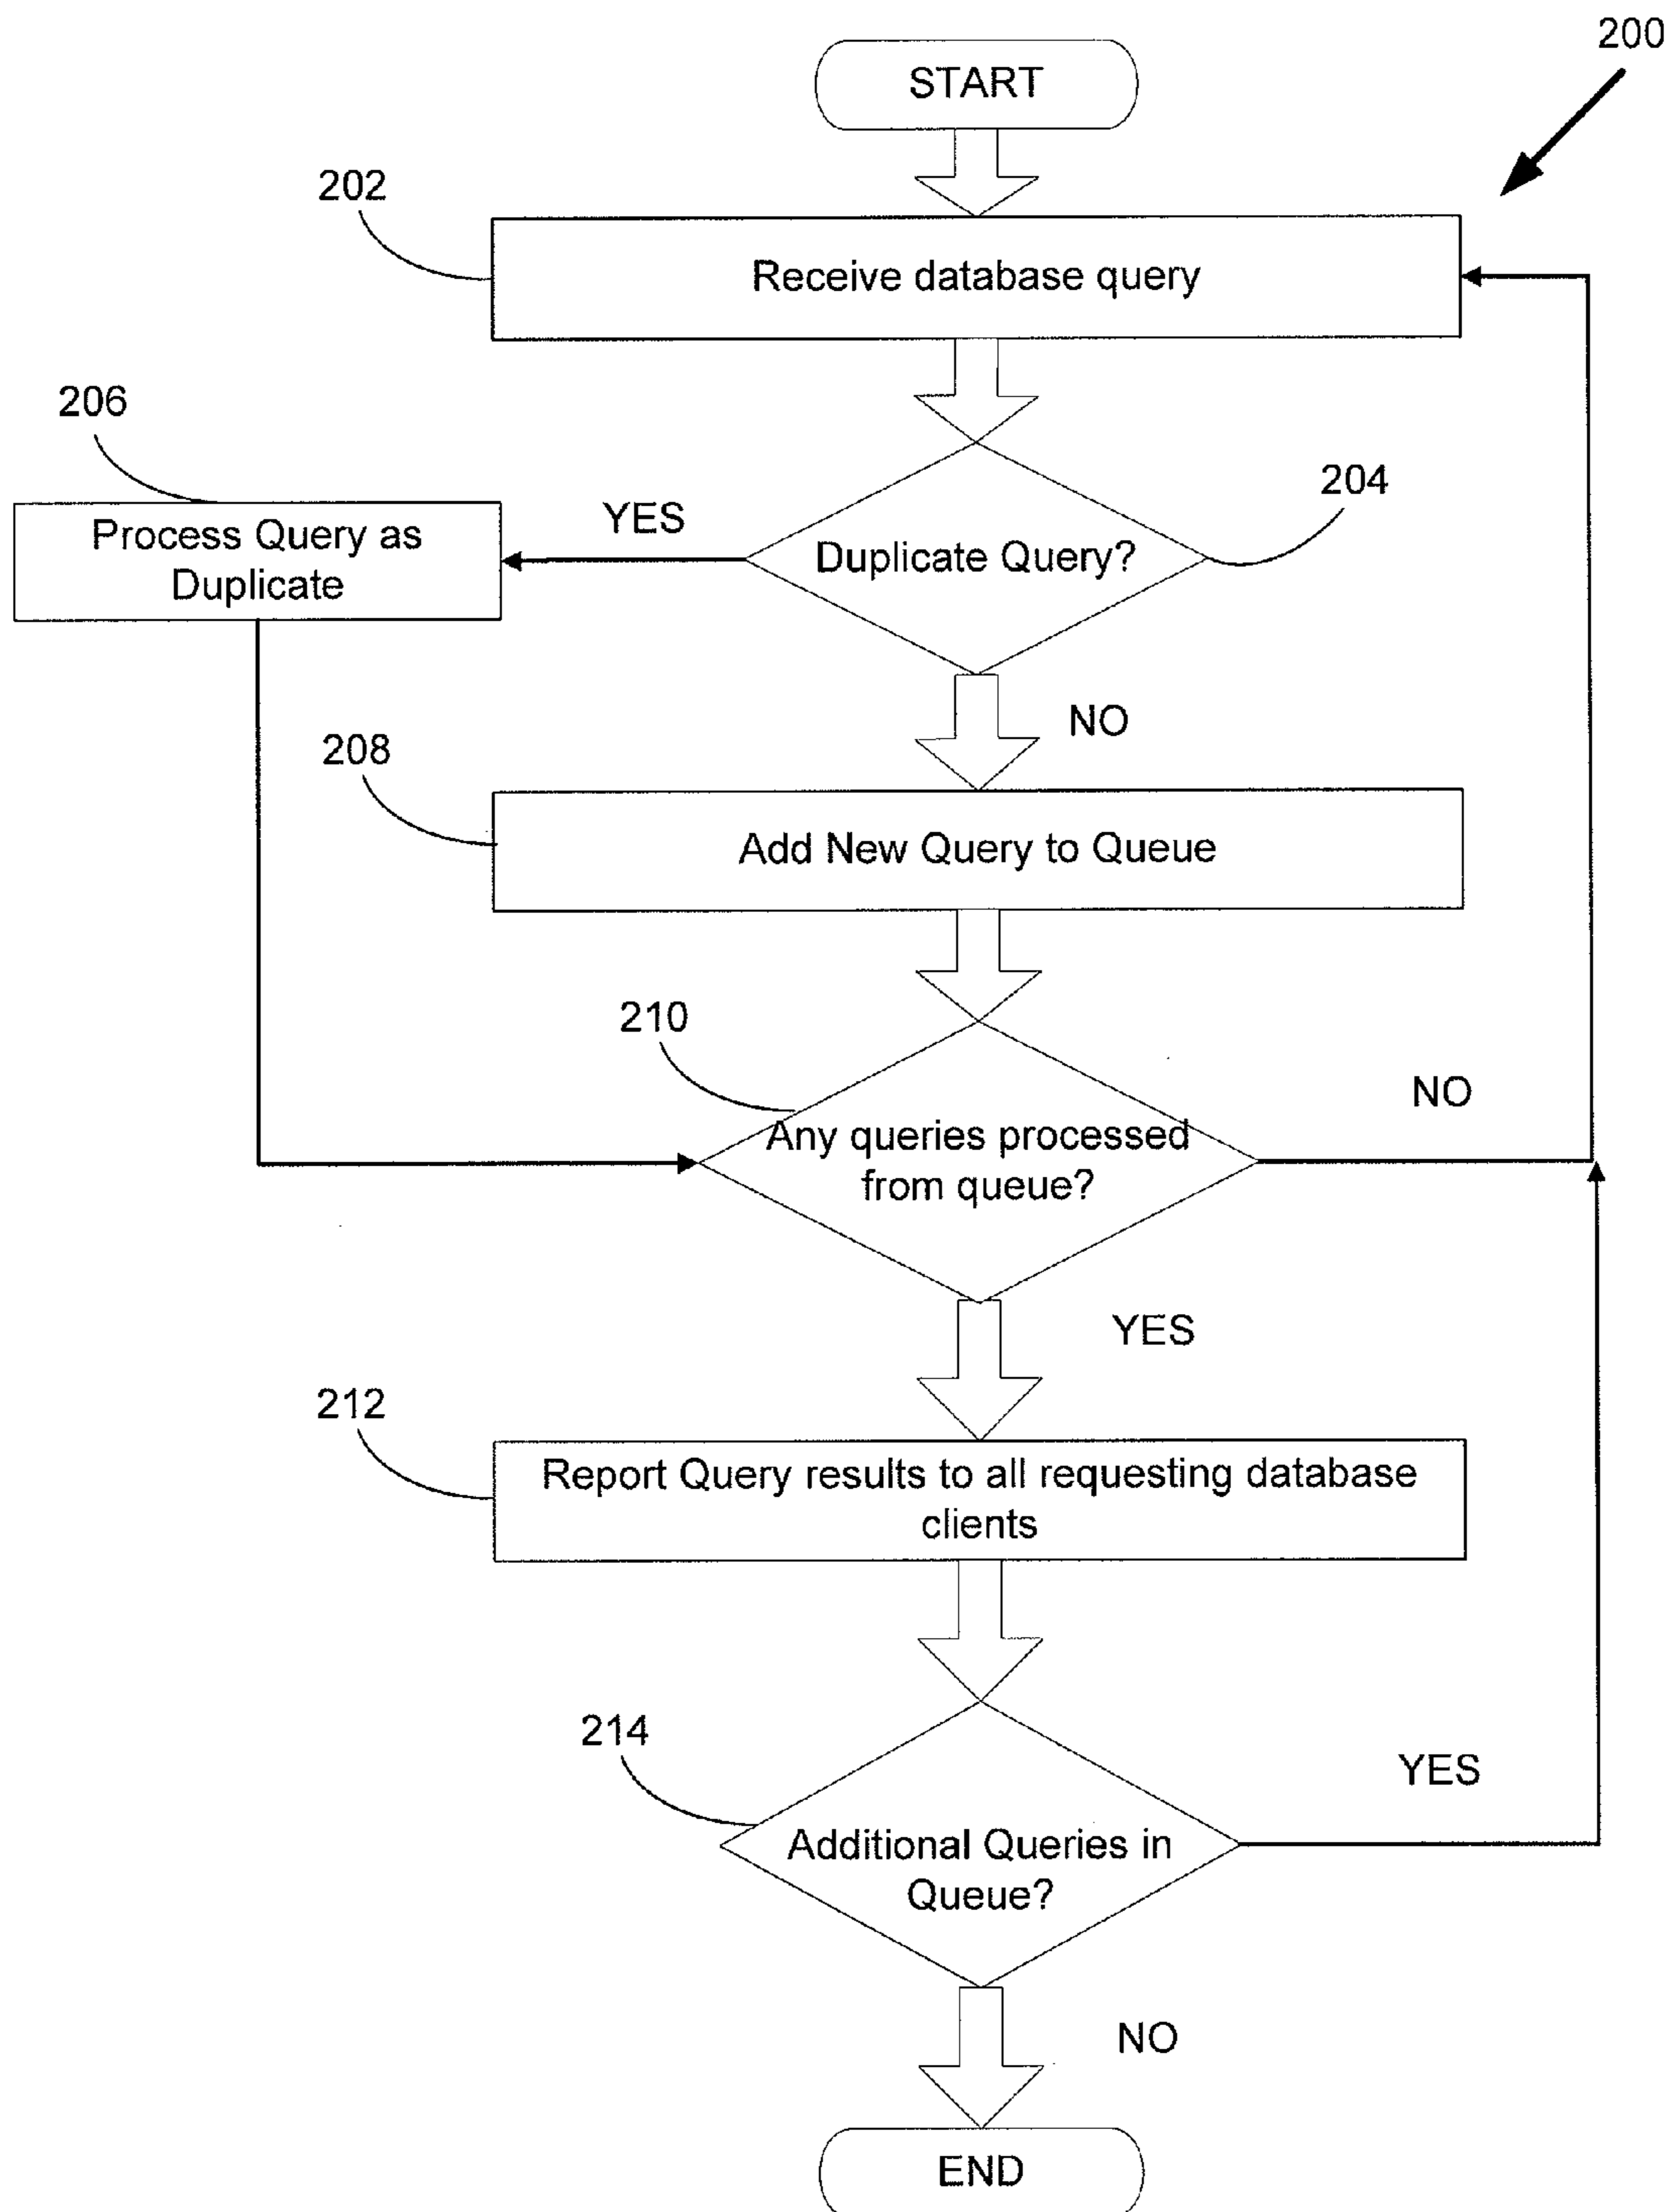 200
START
202
Receive database query
206
204
YES
Process Query as
Duplicate
Duplicate Query?
NO
208
Add New Query to Queue
210
NO
Any queries processed
from queue?
YES
212
Report Query results to all requesting database
clients
214
YES
Additional Queries in
Queue?
NO
END